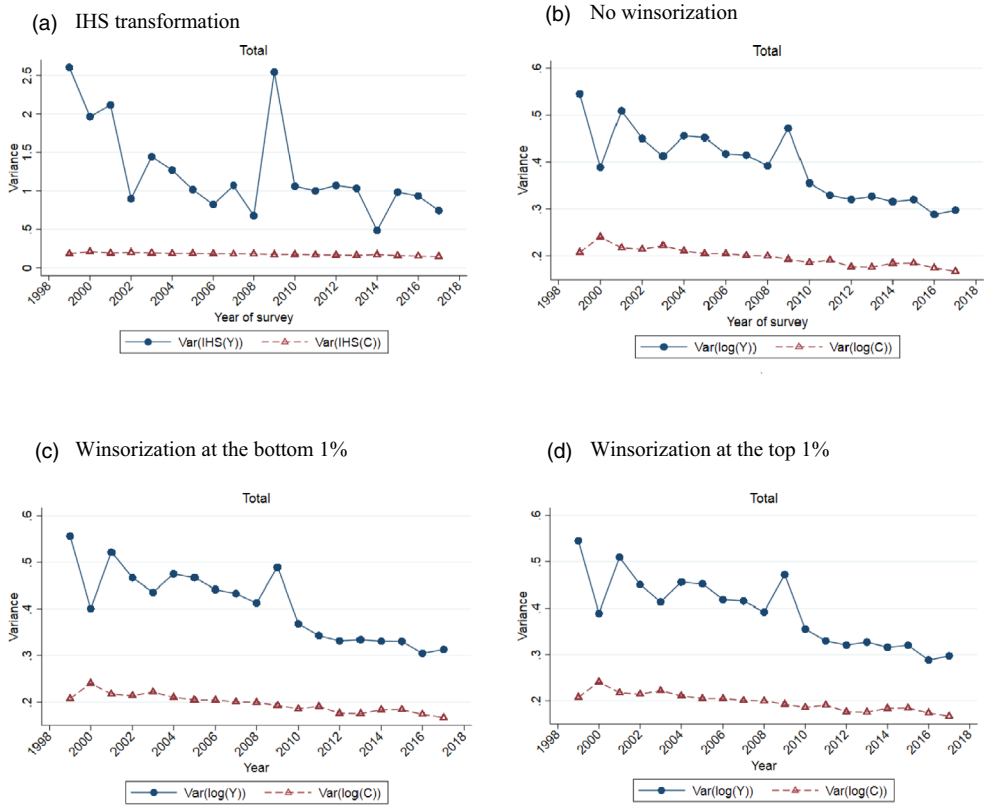 (a) IHS transformation
Total
Variance
2.5
2
1.5
1
.5
0
1998 2000 2002 2004 2006 2008 2010 2012 2014 2016 2018
Year of survey
Var(IHS(Y)) Var(IHS(C))
(b) No winsorization
Total
Variance
.6
.5
.4
.3
.2
1998 2000 2002 2004 2006 2008 2010 2012 2014 2016 2018
Year of survey
Var(log(Y)) Var(log(C))
(c) Winsorization at the bottom 1%
Total
Variance
.6
.5
.4
.3
.2
1998 2000 2002 2004 2006 2008 2010 2012 2014 2016 2018
Year
Var(log(Y)) Var(log(C))
(d) Winsorization at the top 1%
Total
Variance
.6
.5
.4
.3
.2
1998 2000 2002 2004 2006 2008 2010 2012 2014 2016 2018
Year
Var(log(Y)) Var(log(C))